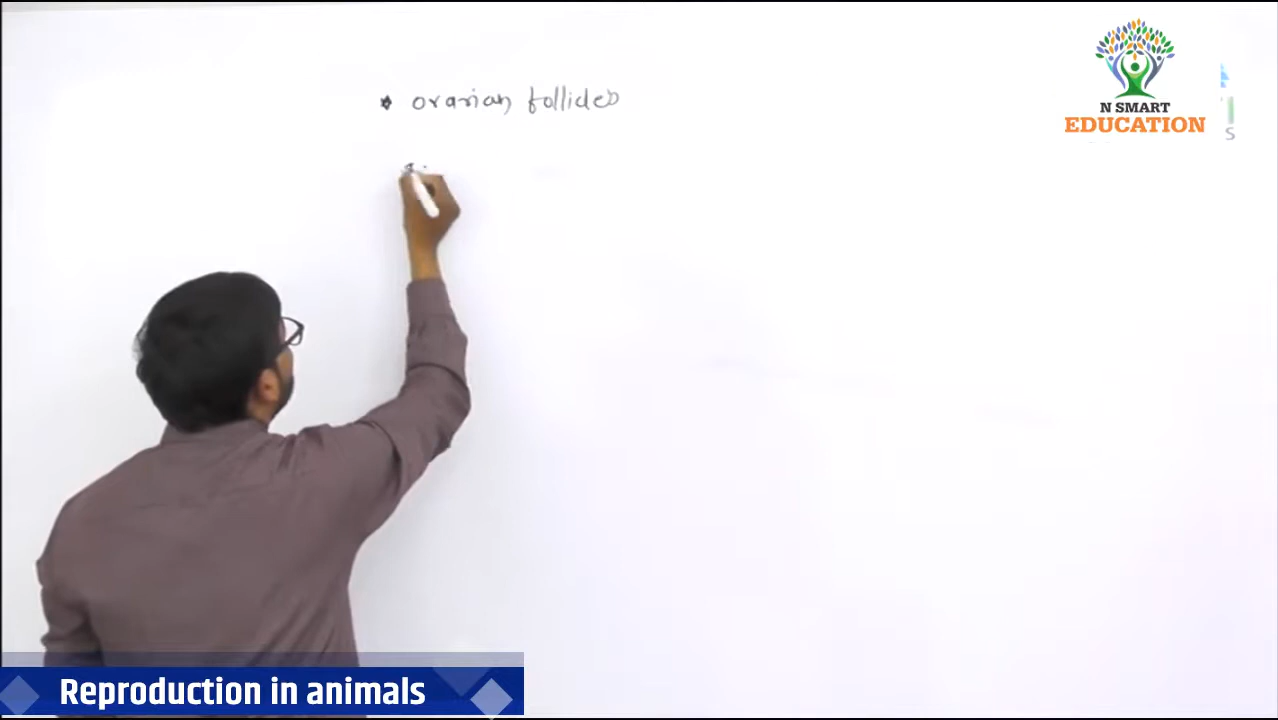 * ovarian follicles
N SMART
EDUCATION
S
Reproduction in animals